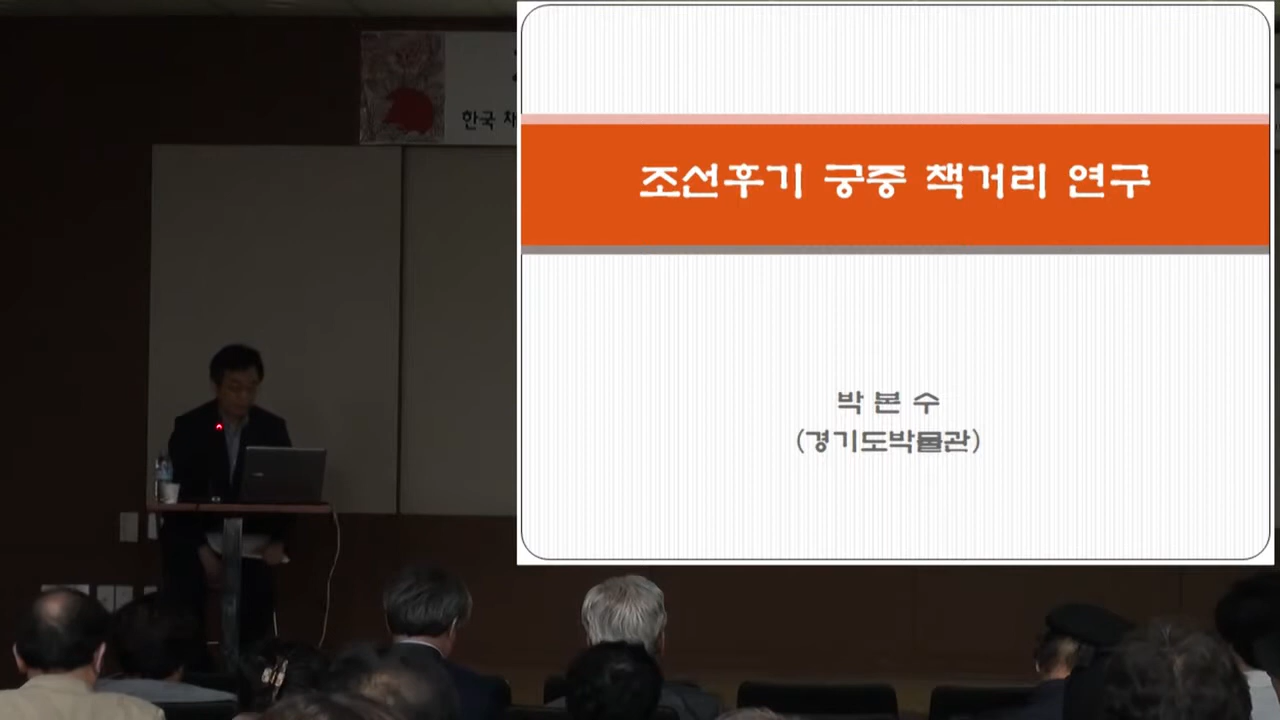 한국
조선후기 궁중 책거리 연구
박 본 수
(경기도박물관)